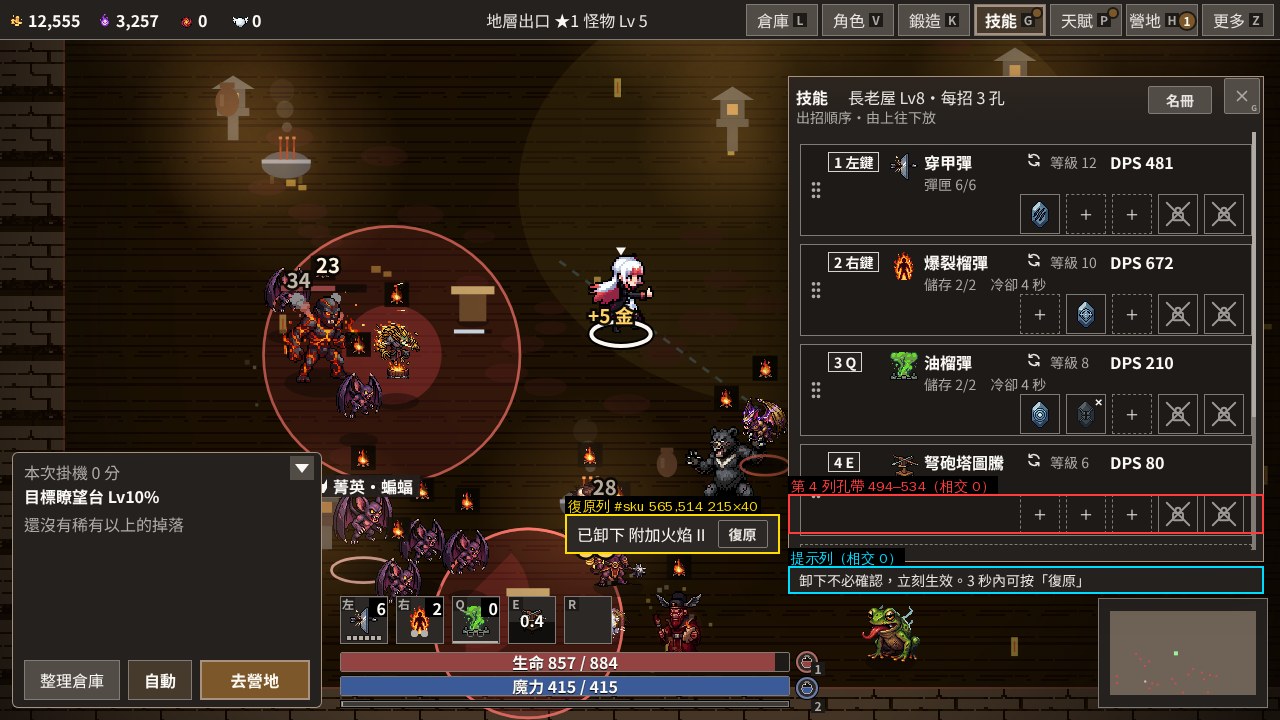 12,555 3,257 0 0
地層出口 ★1 怪物 Lv 5
倉庫 L
角色 V
鍛造 K
技能 G
天賦 P
營地 H 1
更多 Z
技能 長老屋 Lv8・每招 3 孔
出招順序・由上往下放
名冊
× G
1 左鍵 穿甲彈 等級 12 DPS 481
彈匣 6/6
+ +
2 右鍵 爆裂榴彈 等級 10 DPS 672
儲存 2/2 冷卻 4 秒
+ +
3 Q 油榴彈 等級 8 DPS 210
儲存 2/2 冷卻 4 秒
× +
4 E 弩砲塔圖騰 等級 6 DPS 80
第 4 列孔帶 494–534（相交 0）
+ + +
提示列（相交 0）
卸下不必確認，立刻生效。3 秒內可按「復原」
23
34
+5 金
28
菁英・蝙蝠
復原列 #sku 565,514 215×40
已卸下 附加火焰 II 復原
本次掛機 0 分
目標瞭望台 Lv10%
還沒有稀有以上的掉落
整理倉庫
自動
去營地
左 6
右 2
Q 0
E 0.4
R
生命 857 / 884
1
魔力 415 / 415
2